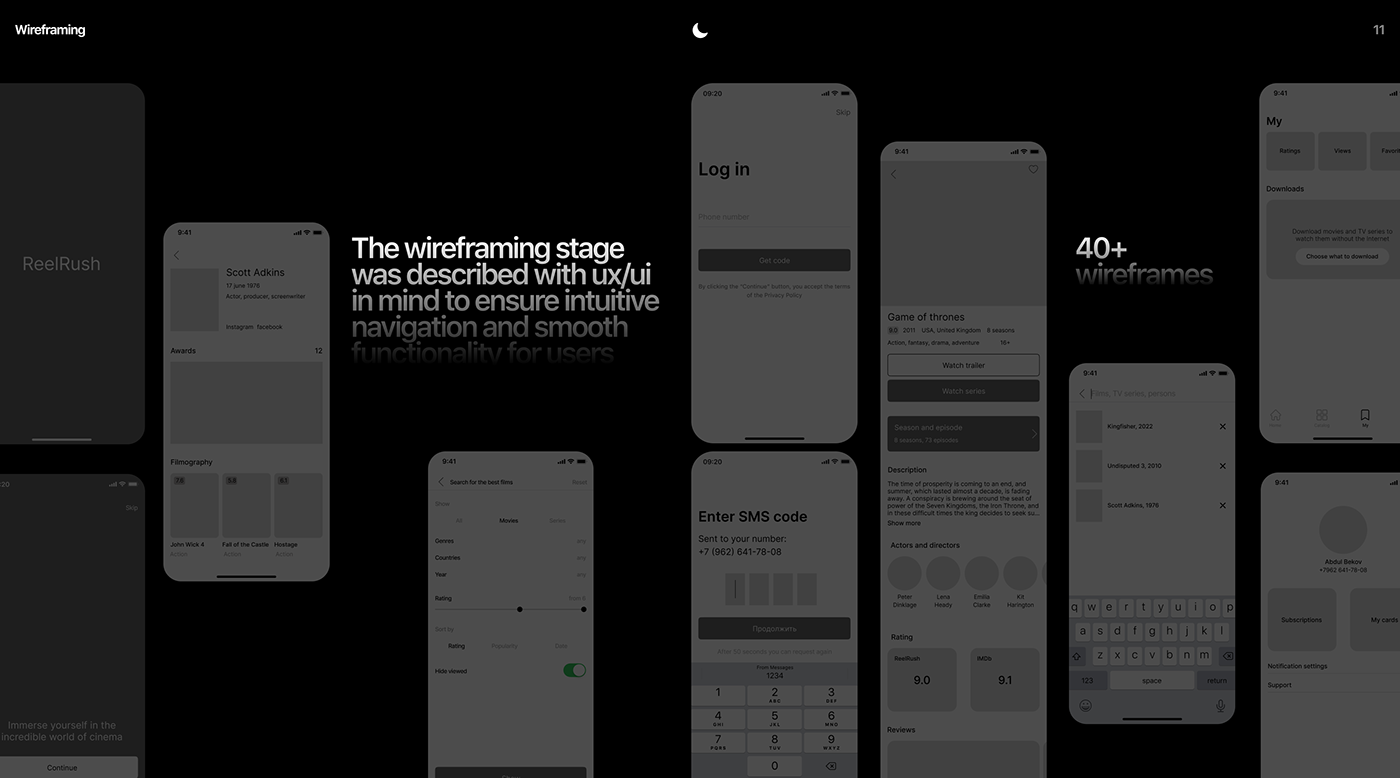 Wireframing
11
ReelRush
20
Skip
Immerse yourself in the
incredible world of cinema
Continue
9:41
Scott Adkins
17 june 1976
Actor, producer, screenwriter
Instagram facebook
Awards 12
Filmography
7.8 5.8 6.1
John Wick 4 Fall of the Castle Hostage
Action Action Action
The wireframing stage
was described with ux/ui
in mind to ensure intuitive
navigation and smooth
functionality for users
9:41
Search for the best films Reset
Show
All Movies Series
Genres any
Countries any
Year any
Rating from 6
Sort by
Rating Popularity Date
Hide viewed
09:20
Skip
Log in
Phone number
Get code
By clicking the "Continue" button, you accept the terms
of the Privacy Policy
09:20
Enter SMS code
Sent to your number:
+7 (962) 641-78-08
Продолжить
After 50 seconds you can request again
From Messages
1234
1 2 3
ABC DEF
4 5 6
GHI JKL MNO
7 8 9
PQRS TUV WXYZ
0
9:41
Game of thrones
9.0 2011 USA, United Kingdom 8 seasons
Action, fantasy, drama, adventure 18+
Watch trailer
Watch series
Season and episode
8 seasons, 73 episodes
Description
The time of prosperity is coming to an end, and
summer, which lasted almost a decade, is fading
away. A conspiracy is brewing around the seat of
power of the Seven Kingdoms, the Iron Throne, and
in these difficult times the king decides to seek su...
Show more
Actors and directors
Peter Lena Emilia Kit
Dinklage Heady Clarke Harington
Rating
ReelRush IMDb
9.0 9.1
Reviews
40+
wireframes
9:41
Films, TV series, persons
Kingfisher, 2022
Undisputed 3, 2010
Scott Adkins, 1976
q w e r t y u i o p
a s d f g h j k l
z x c v b n m
123 space return
9:41
My
Ratings Views Favorit
Downloads
Download movies and TV series to
watch them without the Internet
Choose what to download
My
9:41
Abdul Bekov
+7962 641-78-08
Subscriptions My cards
Notification settings
Support